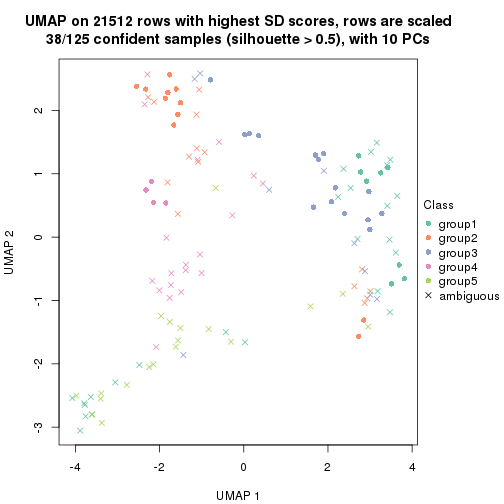 UMAP on 21512 rows with highest SD scores, rows are scaled
38/125 confident samples (silhouette > 0.5), with 10 PCs
2
1
0
-1
-2
-3
UMAP 2
-4
-2
0
2
4
UMAP 1
Class
group1
group2
group3
group4
group5
ambiguous